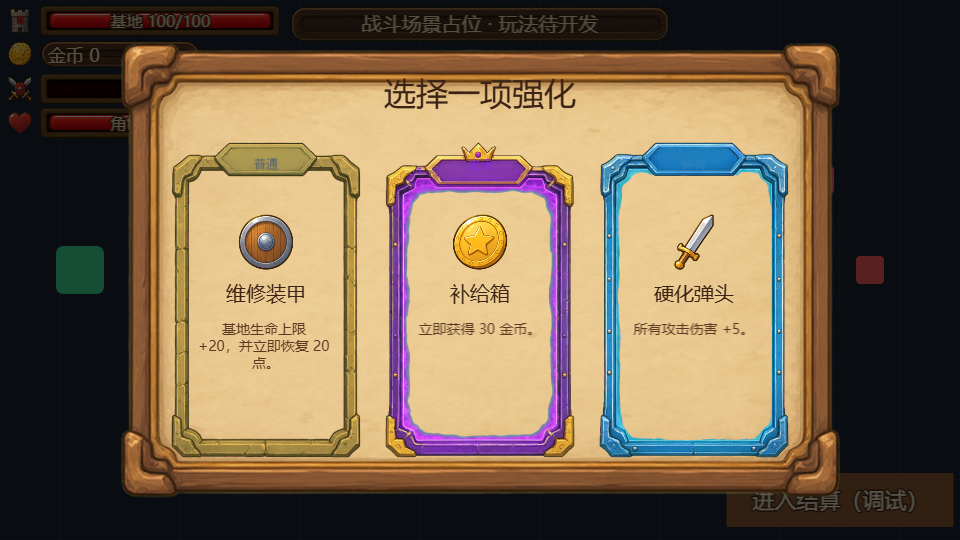 基地 100/100
战斗场景占位 · 玩法待开发
金币 0
选择一项强化
普通
维修装甲
基地生命上限
+20，并立即恢复 20
点。
补给箱
立即获得 30 金币。
硬化弹头
所有攻击伤害 +5。
进入结算（调试）